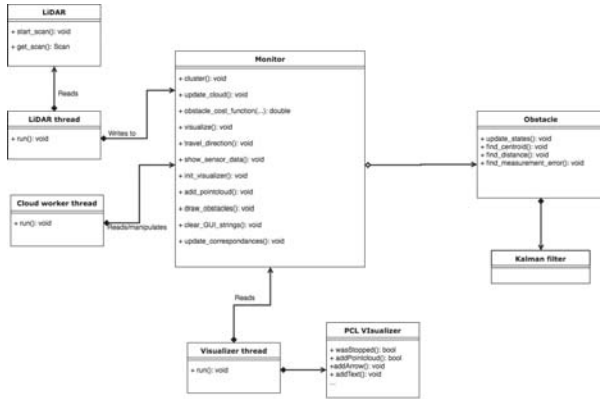 LiDAR
+ start_scan(): void
+ get_scan(): Scan
Reads
LiDAR thread
+ run(): void
Writes to
Cloud worker thread
+ run(): void
Reads/manipulates
Monitor
+ cluster(): void
+ update_cloud(): void
+ obstacle_cost_function(...): double
+ visualize(): void
+ travel_direction(): void
+ show_sensor_data(): void
+ init_visualizer(): void
+ add_pointcloud(): void
+ draw_obstacles(): void
+ clear_GUI_strings(): void
+ update_correspondances(): void
Obstacle
+ update_states(): void
+ find_centroid(): void
+ find_distance(): void
+ find_measurement_error(): void
Kalman filter
Reads
Visualizer thread
+ run(): void
PCL VIsualizer
+ wasStopped(): bool
+ addPointcloud(): bool
+addArrow(): void
+ addText(): void
...